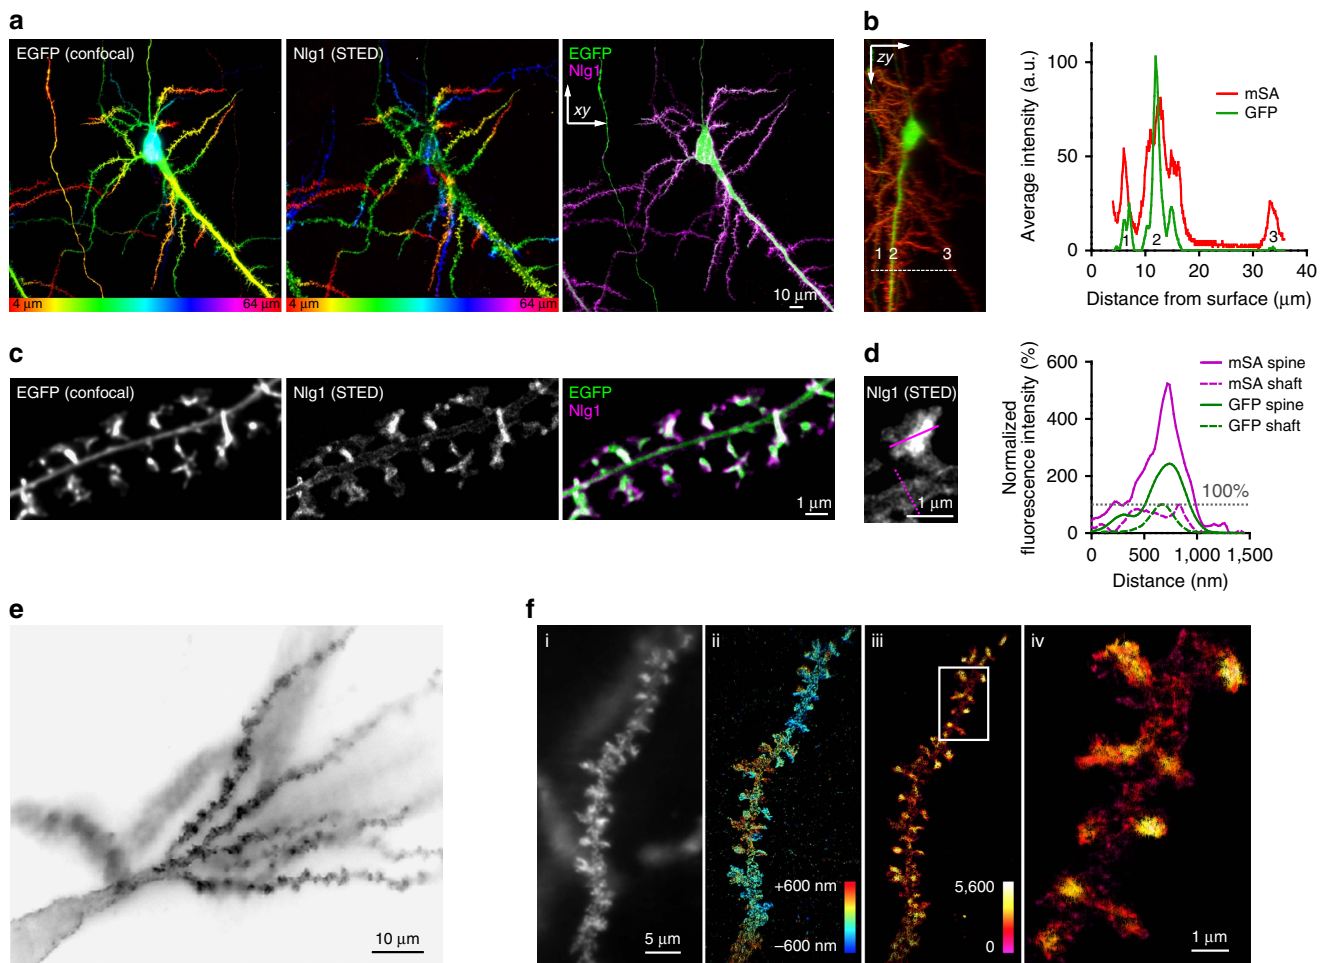 a
EGFP (confocal)
4 µm
64 µm
Nlg1 (STED)
4 µm
64 µm
EGFP
Nlg1
xy
10 µm
b
zy
1 2 3
Average intensity (a.u.)
100
50
0
mSA
GFP
1
2
3
0 10 20 30 40
Distance from surface (µm)
c
EGFP (confocal)
Nlg1 (STED)
EGFP
Nlg1
1 µm
d
Nlg1 (STED)
1 µm
Normalized
fluorescence intensity (%)
600
400
200
0
mSA spine
mSA shaft
GFP spine
GFP shaft
100%
0 500 1,000 1,500
Distance (nm)
e
10 µm
f
i
5 µm
ii
+600 nm
–600 nm
iii
5,600
0
iv
1 µm